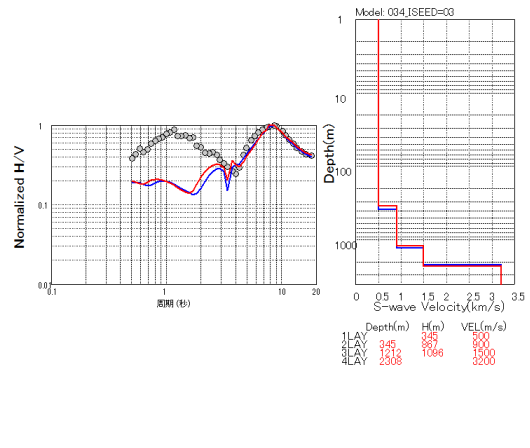 Model: 034_ISEED=03
1
10
100
1000
Depth(m)
0 0.5 1 1.5 2 2.5 3 3.5
S-wave Velocity(km/s)
Normalized H/V
1
0.1
0.01
0.1 1 10 20
周期(秒)
Depth(m) H(m) VEL(m/s)
1LAY 345 500
2LAY 345 867 900
3LAY 1212 1096 1500
4LAY 2308 3200